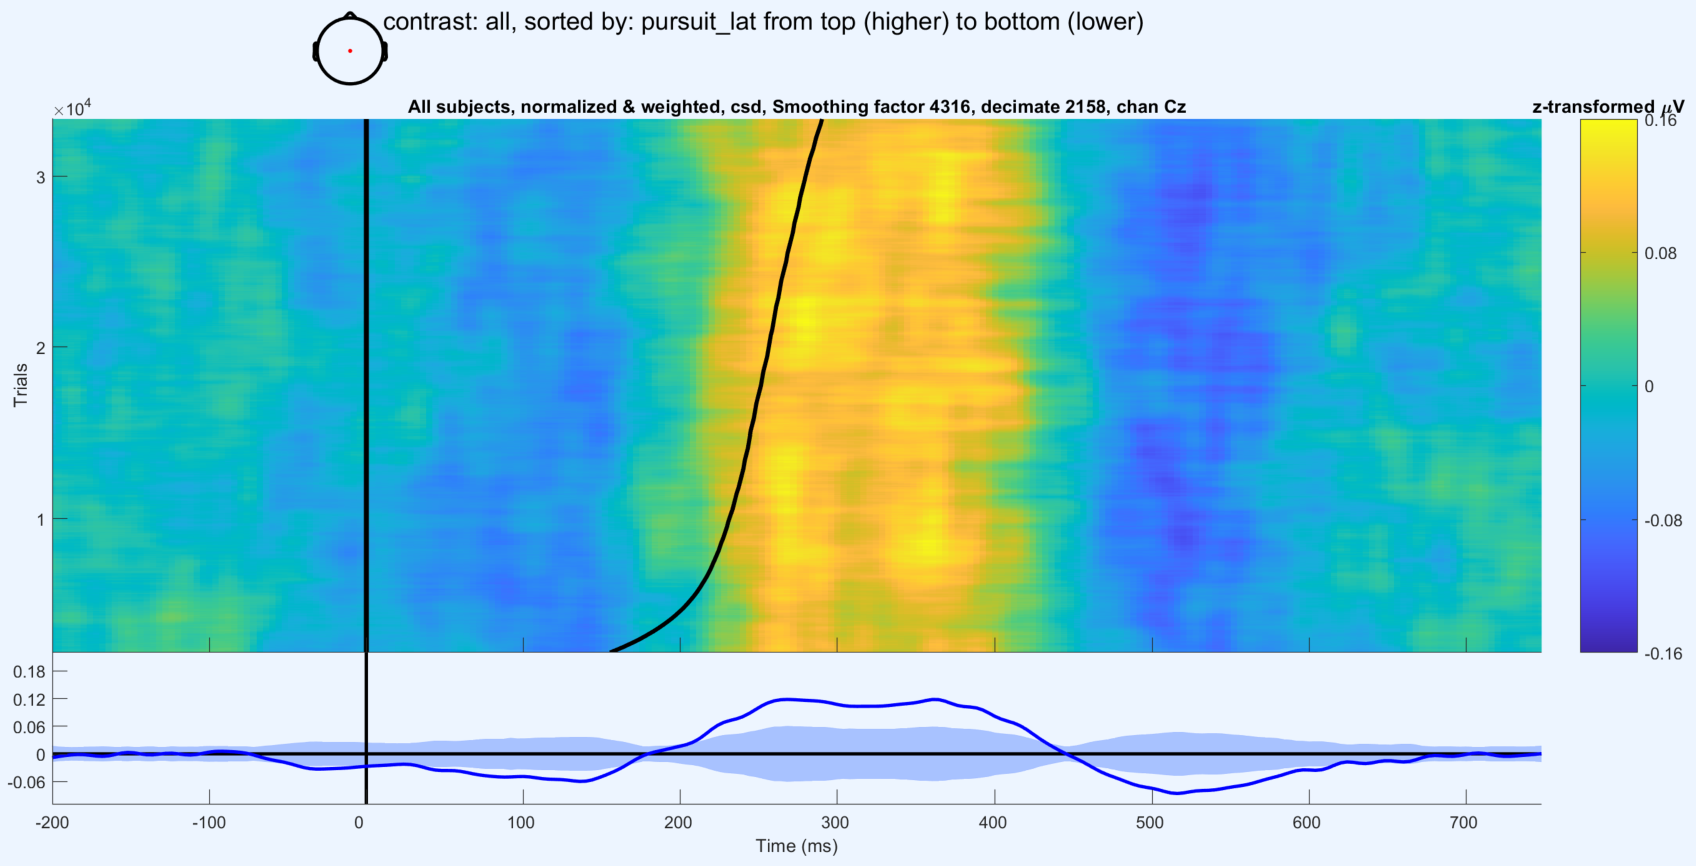 contrast: all, sorted by: pursuit_lat from top (higher) to bottom (lower)
×10⁴
All subjects, normalized & weighted, csd, Smoothing factor 4316, decimate 2158, chan Cz
z-transformed μV
3
2
1
Trials
0.16
0.08
0
-0.08
-0.16
0.18
0.12
0.06
0
-0.06
-200 -100 0 100 200 300 400 500 600 700
Time (ms)